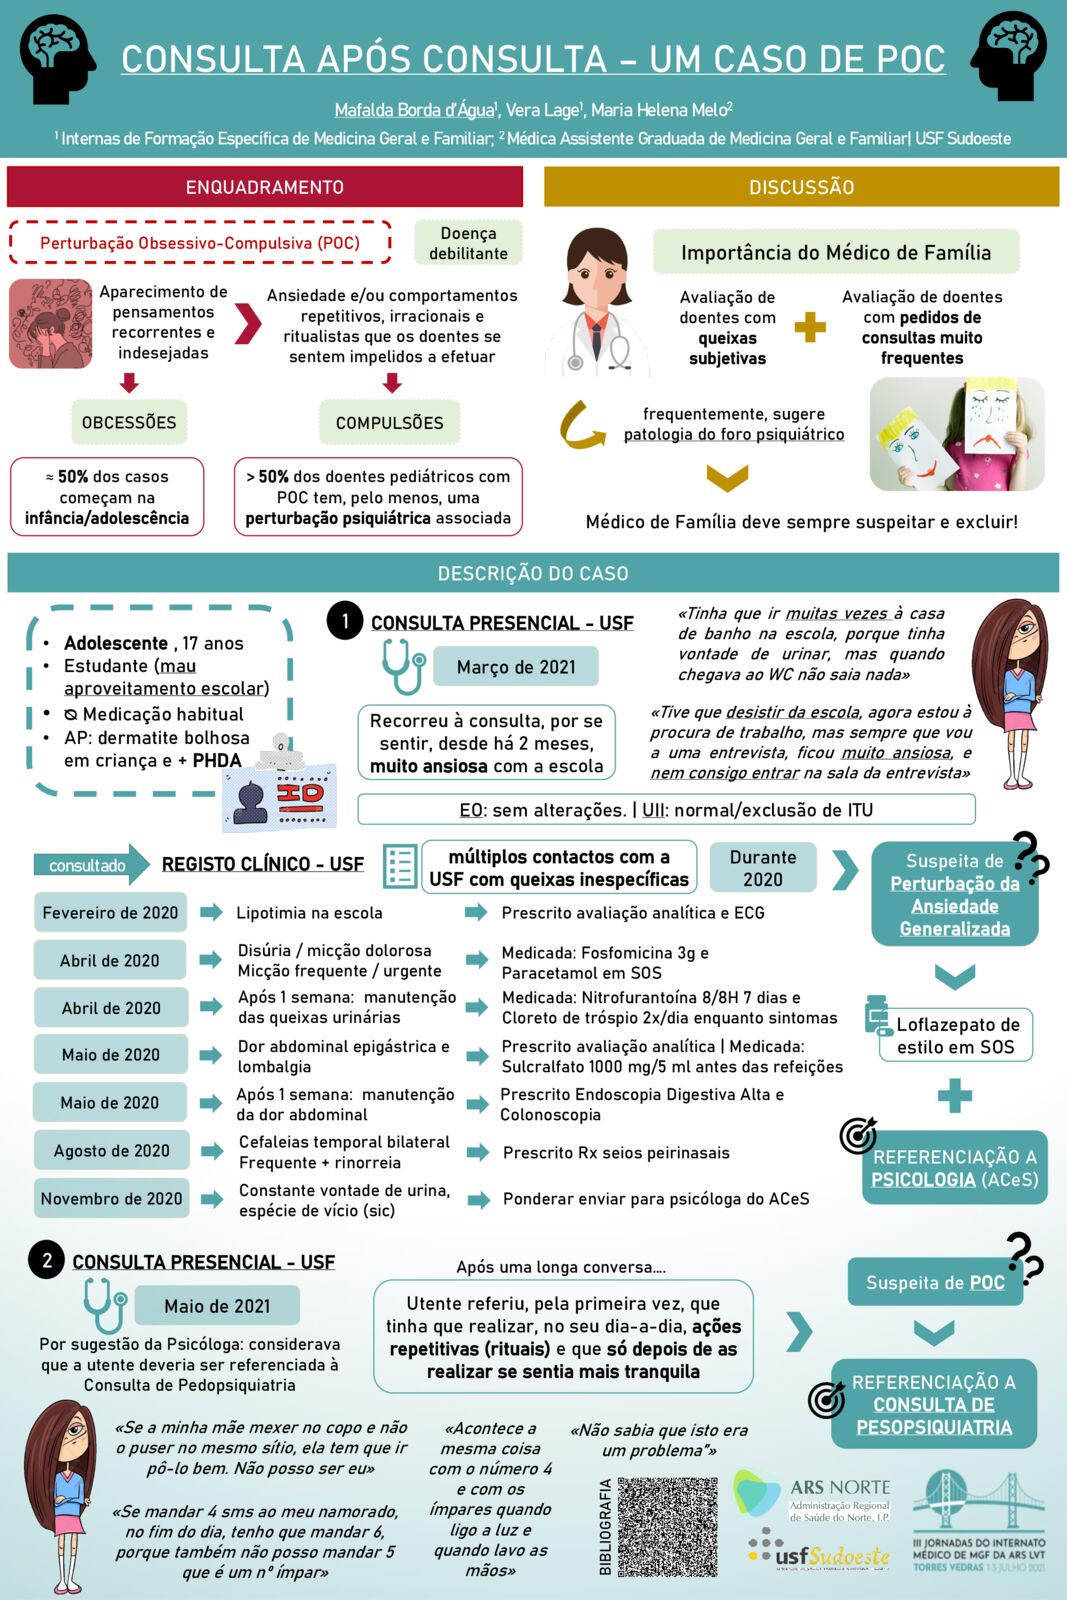 CONSULTA APÓS CONSULTA – UM CASO DE POC
Mafalda Borda d'Água¹, Vera Lage¹, Maria Helena Melo²
¹ Internas de Formação Específica de Medicina Geral e Familiar; ² Médica Assistente Graduada de Medicina Geral e Familiar| USF Sudoeste
ENQUADRAMENTO
Perturbação Obsessivo-Compulsiva (POC)
Doença
debilitante
Aparecimento de
pensamentos
recorrentes e
indesejadas
Ansiedade e/ou comportamentos
repetitivos, irracionais e
ritualistas que os doentes se
sentem impelidos a efetuar
OBCESSÕES
COMPULSÕES
≈ 50% dos casos
começam na
infância/adolescência
> 50% dos doentes pediátricos com
POC tem, pelo menos, uma
perturbação psiquiátrica associada
DISCUSSÃO
Importância do Médico de Família
Avaliação de
doentes com
queixas
subjetivas
Avaliação de doentes
com pedidos de
consultas muito
frequentes
frequentemente, sugere
patologia do foro psiquiátrico
Médico de Família deve sempre suspeitar e excluir!
DESCRIÇÃO DO CASO
• Adolescente , 17 anos
• Estudante (mau
aproveitamento escolar)
• ⦰ Medicação habitual
• AP: dermatite bolhosa
em criança e + PHDA
ID
1 CONSULTA PRESENCIAL - USF
Março de 2021
Recorreu à consulta, por se
sentir, desde há 2 meses,
muito ansiosa com a escola
«Tinha que ir muitas vezes à casa
de banho na escola, porque tinha
vontade de urinar, mas quando
chegava ao WC não saia nada»
«Tive que desistir da escola, agora estou à
procura de trabalho, mas sempre que vou
a uma entrevista, ficou muito ansiosa, e
nem consigo entrar na sala da entrevista»
EO: sem alterações. | UII: normal/exclusão de ITU
consultado
REGISTO CLÍNICO - USF
múltiplos contactos com a
USF com queixas inespecíficas
Durante
2020
Suspeita de
Perturbação da
Ansiedade
Generalizada
Fevereiro de 2020
Lipotimia na escola
Prescrito avaliação analítica e ECG
Abril de 2020
Disúria / micção dolorosa
Micção frequente / urgente
Medicada: Fosfomicina 3g e
Paracetamol em SOS
Abril de 2020
Após 1 semana: manutenção
das queixas urinárias
Medicada: Nitrofurantoína 8/8H 7 dias e
Cloreto de tróspio 2x/dia enquanto sintomas
Maio de 2020
Dor abdominal epigástrica e
lombalgia
Prescrito avaliação analítica | Medicada:
Sulcralfato 1000 mg/5 ml antes das refeições
Maio de 2020
Após 1 semana: manutenção
da dor abdominal
Prescrito Endoscopia Digestiva Alta e
Colonoscopia
Agosto de 2020
Cefaleias temporal bilateral
Frequente + rinorreia
Prescrito Rx seios peirinasais
Novembro de 2020
Constante vontade de urina,
espécie de vício (sic)
Ponderar enviar para psicóloga do ACeS
Loflazepato de
estilo em SOS
REFERENCIAÇÃO A
PSICOLOGIA (ACeS)
2 CONSULTA PRESENCIAL - USF
Maio de 2021
Por sugestão da Psicóloga: considerava
que a utente deveria ser referenciada à
Consulta de Pedopsiquiatria
Após uma longa conversa….
Utente referiu, pela primeira vez, que
tinha que realizar, no seu dia-a-dia, ações
repetitivas (rituais) e que só depois de as
realizar se sentia mais tranquila
Suspeita de POC
REFERENCIAÇÃO A
CONSULTA DE
PESOPSIQUIATRIA
«Se a minha mãe mexer no copo e não
o puser no mesmo sítio, ela tem que ir
pô-lo bem. Não posso ser eu»
«Se mandar 4 sms ao meu namorado,
no fim do dia, tenho que mandar 6,
porque também não posso mandar 5
que é um nº ímpar»
«Acontece a
mesma coisa
com o número 4
e com os
ímpares quando
ligo a luz e
quando lavo as
mãos»
«Não sabia que isto era
um problema”»
BIBLIOGRAFIA
ARS NORTE
Administração Regional
de Saúde do Norte, I.P.
usfSudoeste
III JORNADAS DO INTERNATO
MÉDICO DE MGF DA ARS LVT
TORRES VEDRAS 1-3 JULHO 2021